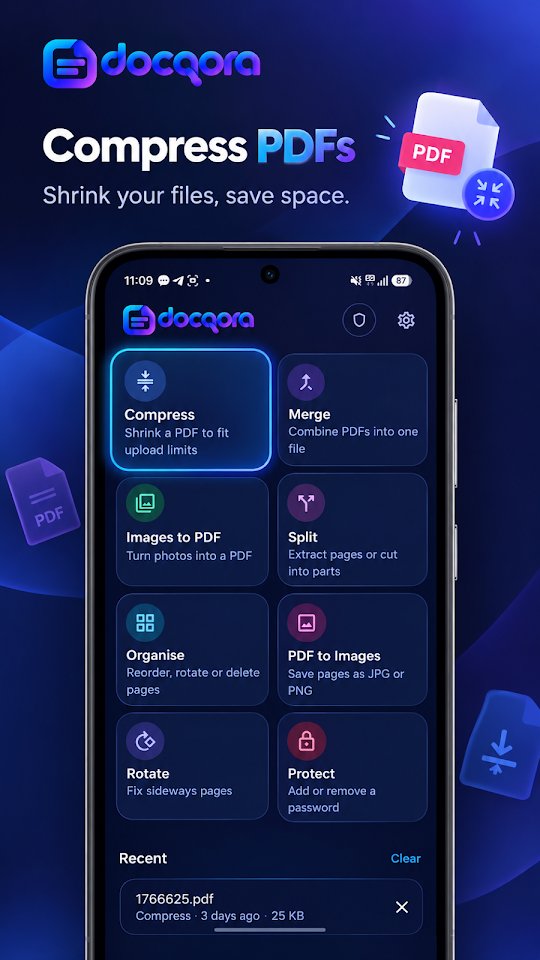 docqora
Compress PDFs
Shrink your files, save space.
PDF
11:09
87
docqora
Compress
Shrink a PDF to fit
upload limits
Merge
Combine PDFs into one
file
Images to PDF
Turn photos into a PDF
Split
Extract pages or cut
into parts
Organise
Reorder, rotate or delete
pages
PDF to Images
Save pages as JPG or
PNG
Rotate
Fix sideways pages
Protect
Add or remove a
password
PDF
Recent
Clear
1766625.pdf
Compress · 3 days ago · 25 KB